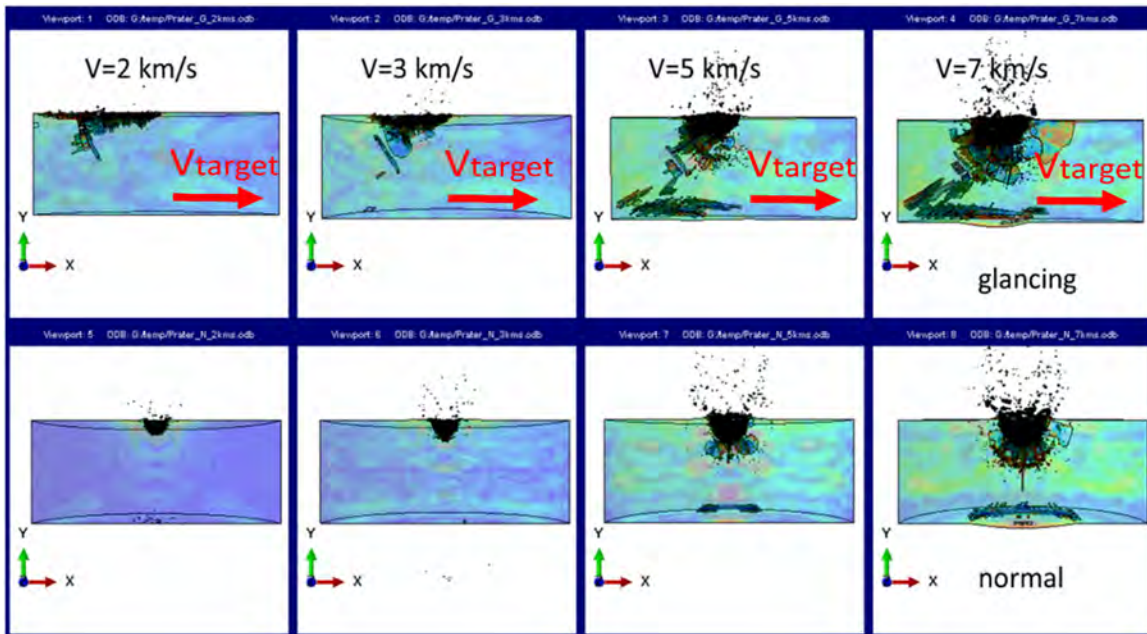 Viewport: 1 ODB: G:/temp/Prater_G_2kms.odb
Viewport: 2 ODB: G:/temp/Prater_G_3kms.odb
Viewport: 3 ODB: G:/temp/Prater_G_5kms.odb
Viewport: 4 ODB: G:/temp/Prater_G_7kms.odb
V=2 km/s
V=3 km/s
V=5 km/s
V=7 km/s
Vtarget
Vtarget
Vtarget
Vtarget
Y
X
Y
X
Y
X
Y
X
glancing
Viewport: 5 ODB: G:/temp/Prater_N_2kms.odb
Viewport: 6 ODB: G:/temp/Prater_N_3kms.odb
Viewport: 7 ODB: G:/temp/Prater_N_5kms.odb
Viewport: 8 ODB: G:/temp/Prater_N_7kms.odb
Y
X
Y
X
Y
X
Y
X
normal